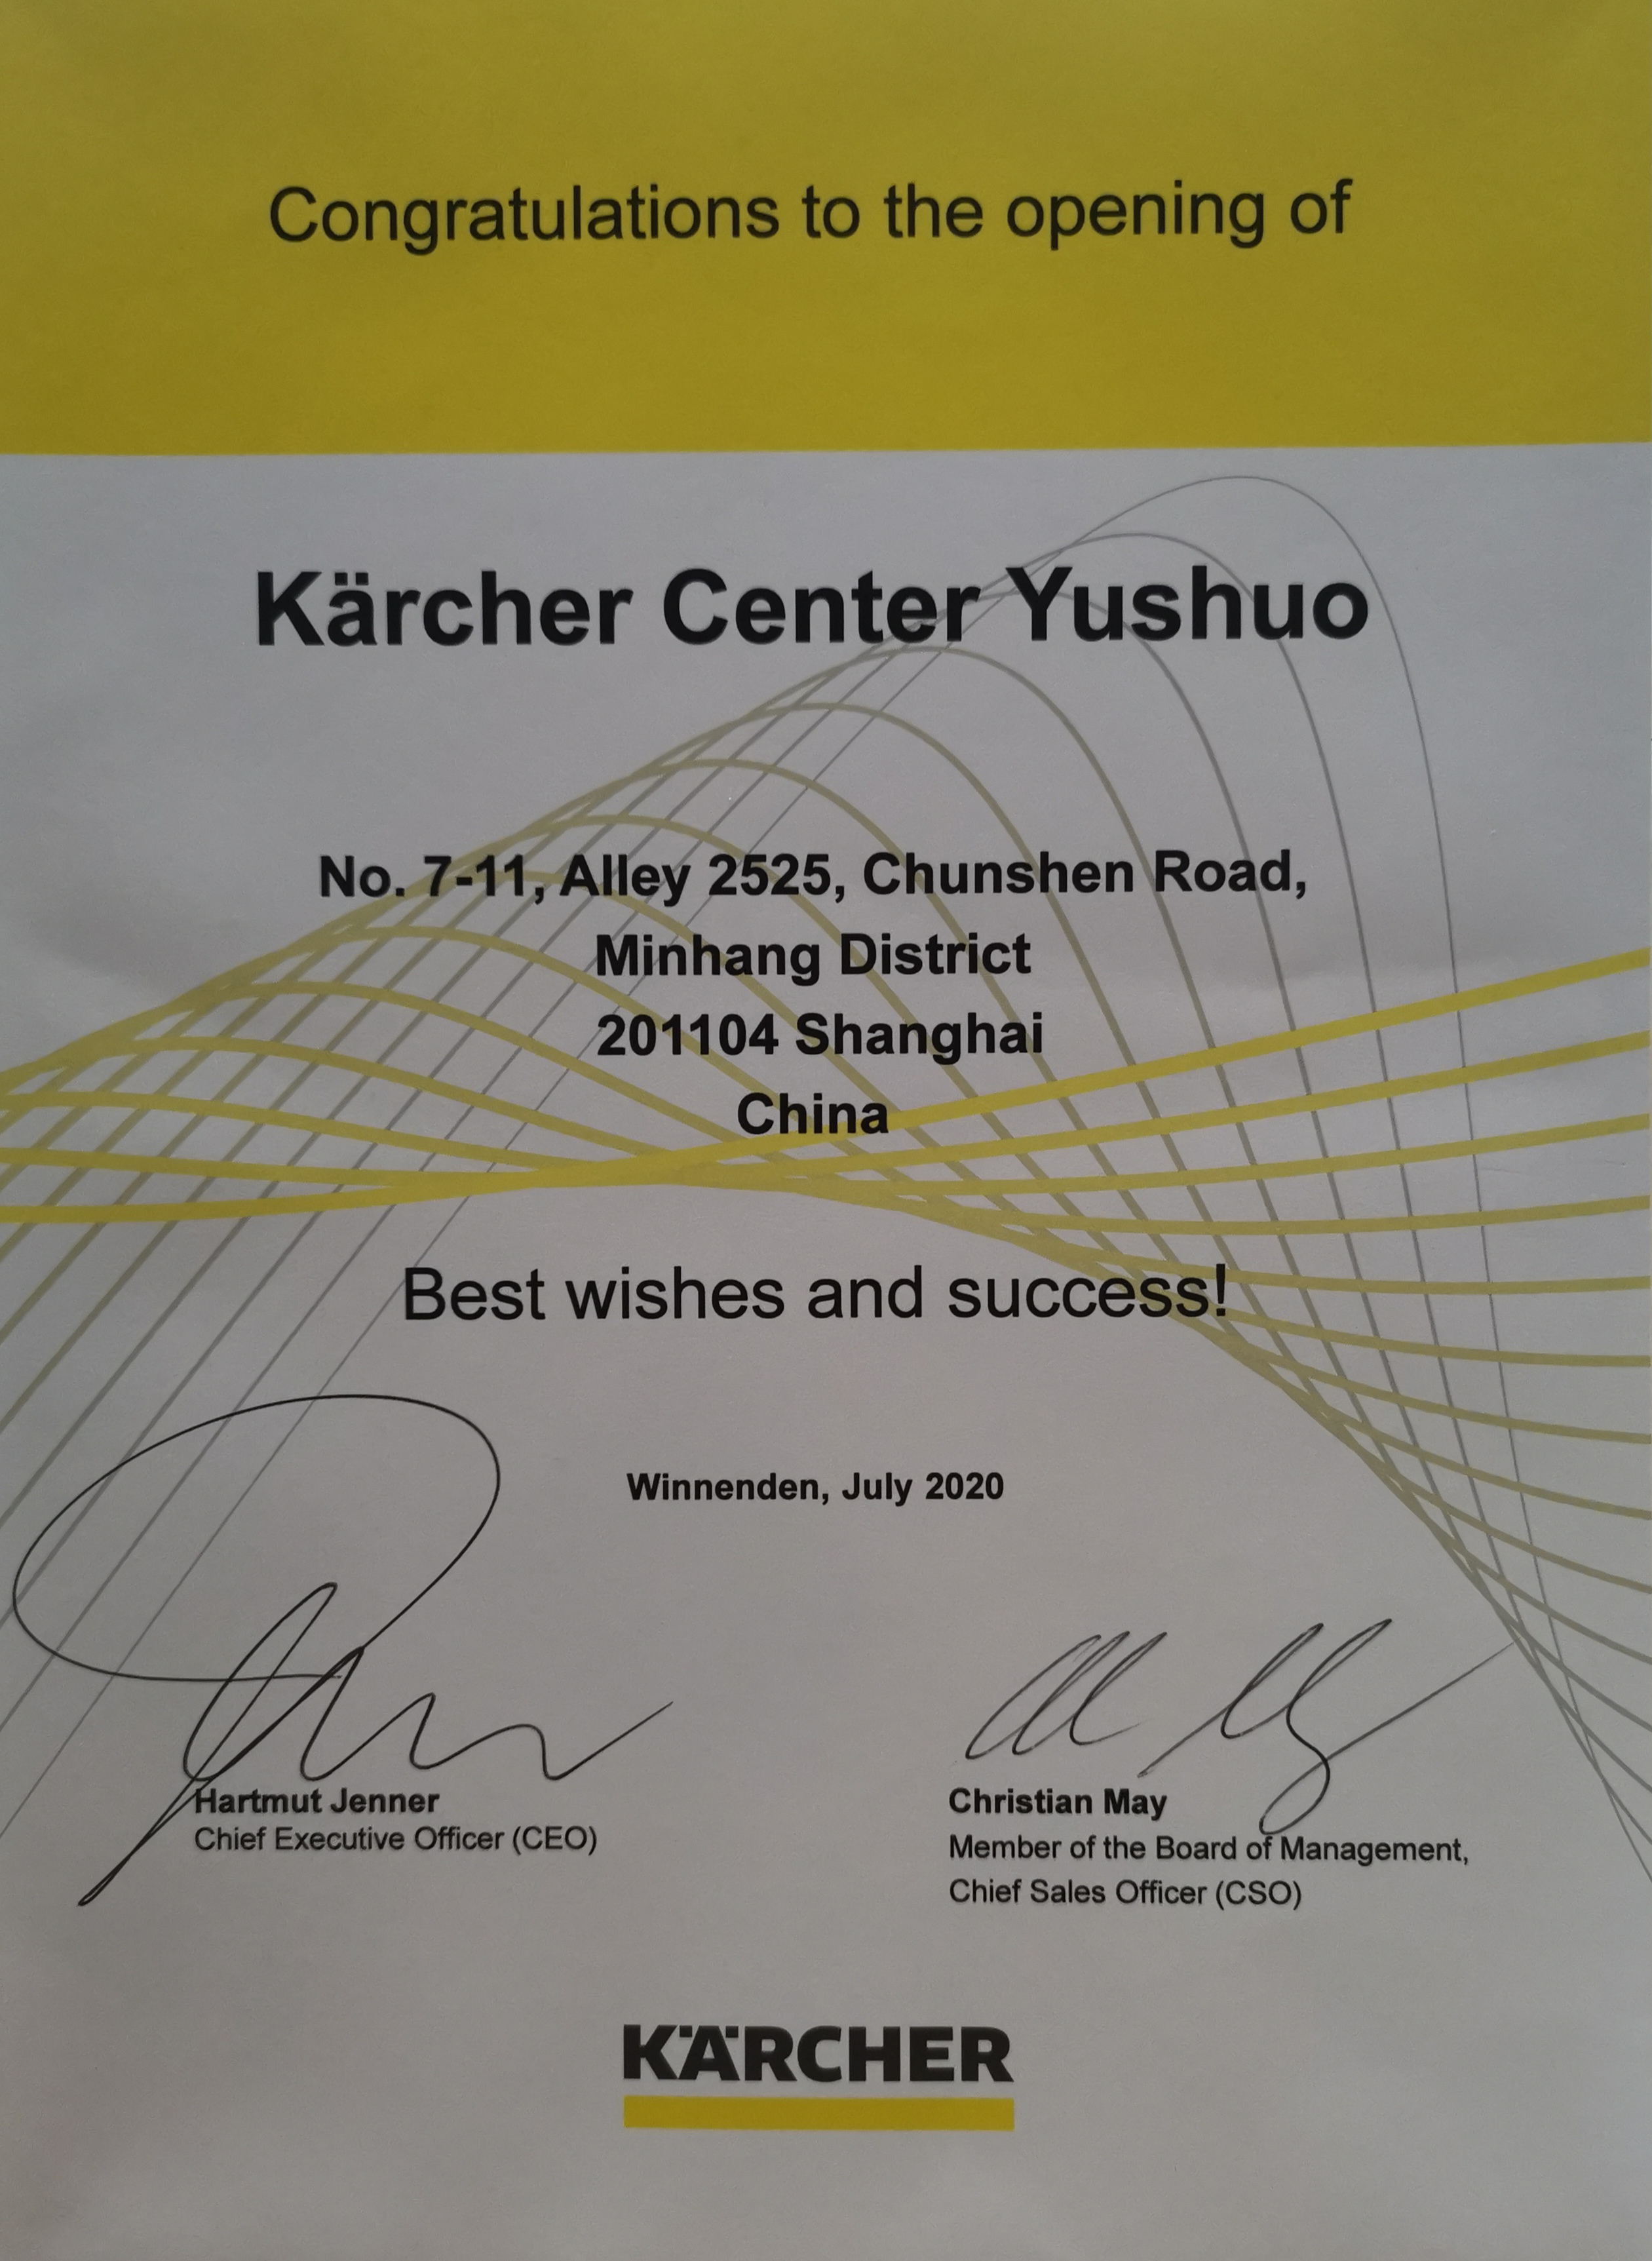 Congratulations to the opening of
Kärcher Center Yushuo
No. 7-11, Alley 2525, Chunshen Road,
Minhang District
201104 Shanghai
China
Best wishes and success!
Winnenden, July 2020
Hartmut Jenner
Chief Executive Officer (CEO)
Christian May
Member of the Board of Management,
Chief Sales Officer (CSO)
KÄRCHER